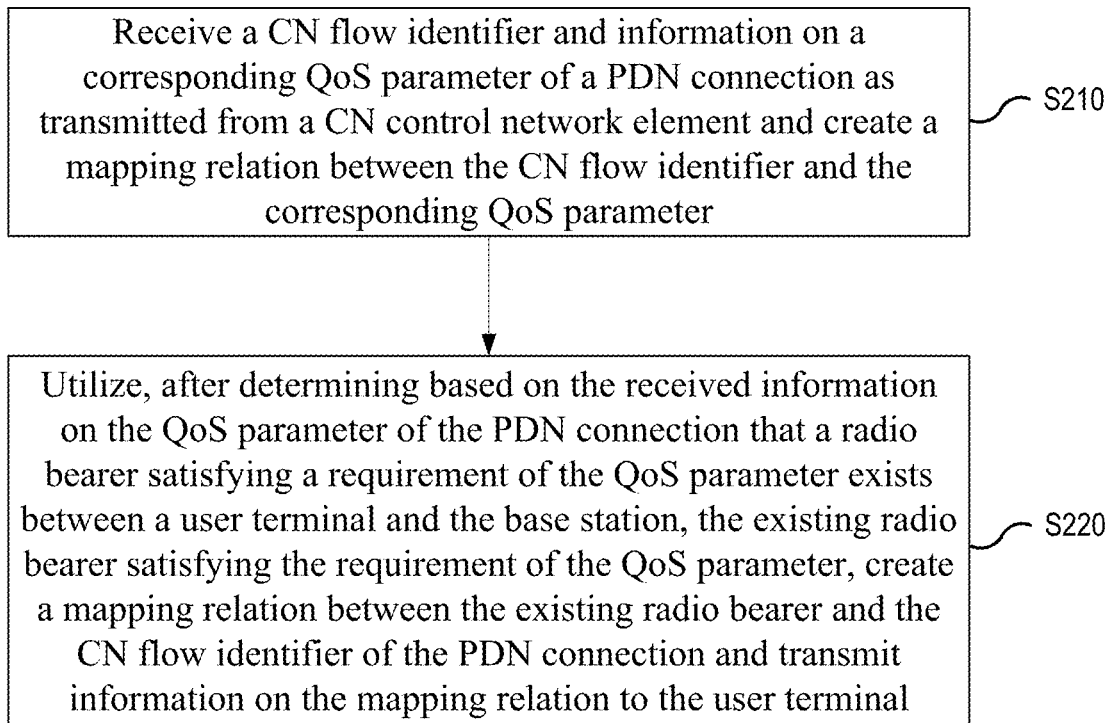 Receive a CN flow identifier and information on a
corresponding QoS parameter of a PDN connection as
transmitted from a CN control network element and create a
mapping relation between the CN flow identifier and the
corresponding QoS parameter
S210
Utilize, after determining based on the received information
on the QoS parameter of the PDN connection that a radio
bearer satisfying a requirement of the QoS parameter exists
between a user terminal and the base station, the existing radio
bearer satisfying the requirement of the QoS parameter, create
a mapping relation between the existing radio bearer and the
CN flow identifier of the PDN connection and transmit
information on the mapping relation to the user terminal
S220